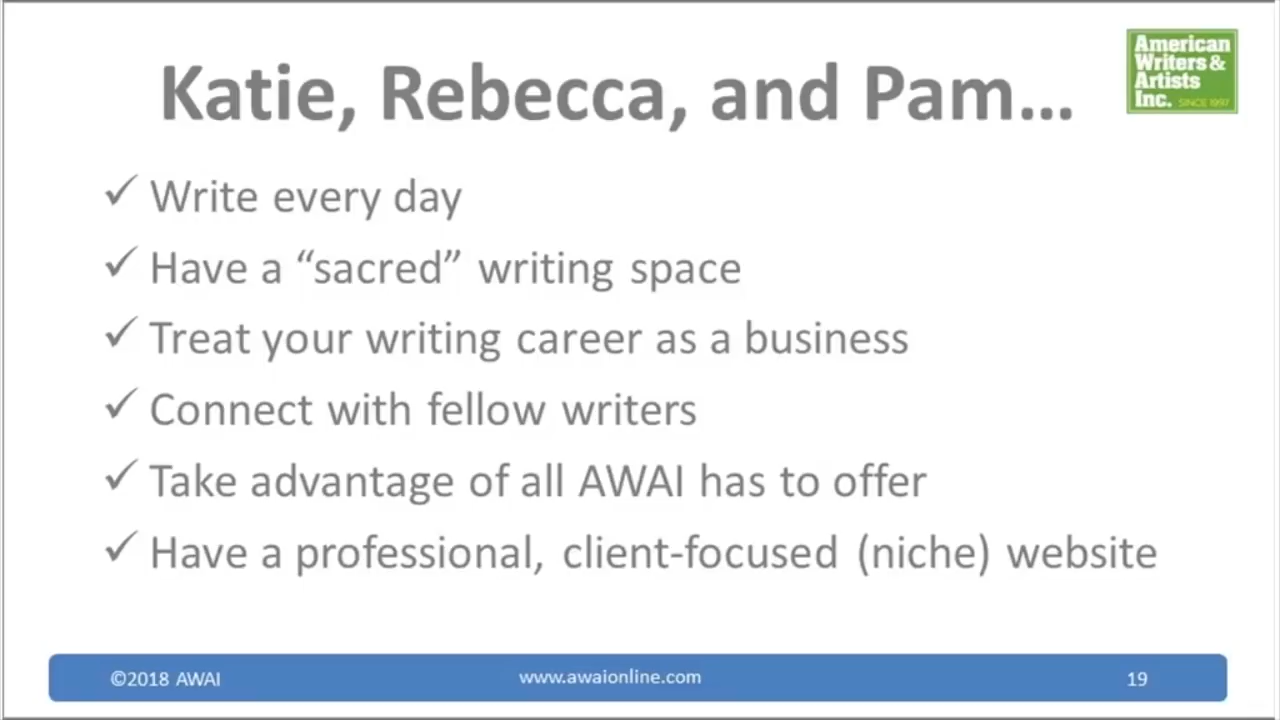 Katie, Rebecca, and Pam...
American
Writers &
Artists
Inc. SINCE 1997
✓ Write every day
✓ Have a “sacred” writing space
✓ Treat your writing career as a business
✓ Connect with fellow writers
✓ Take advantage of all AWAI has to offer
✓ Have a professional, client-focused (niche) website
©2018 AWAI
www.awaionline.com
19